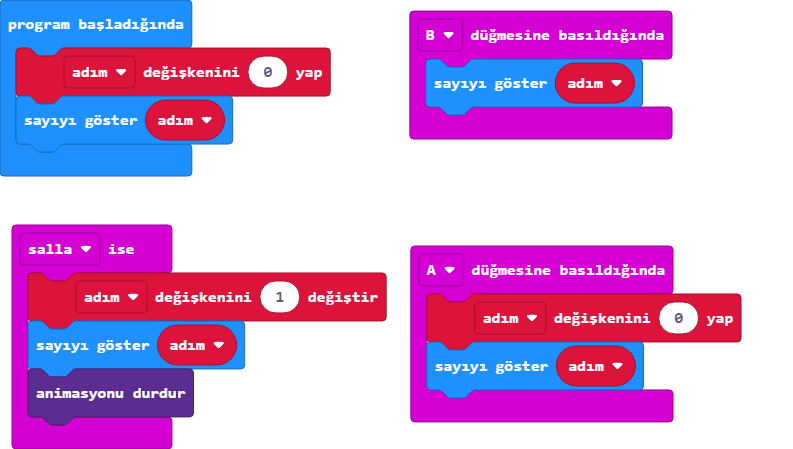 program başladığında
adım değişkenini 0 yap
sayıyı göster adım
B düğmesine basıldığında
sayıyı göster adım
salla ise
adım değişkenini 1 değiştir
sayıyı göster adım
animasyonu durdur
A düğmesine basıldığında
adım değişkenini 0 yap
sayıyı göster adım